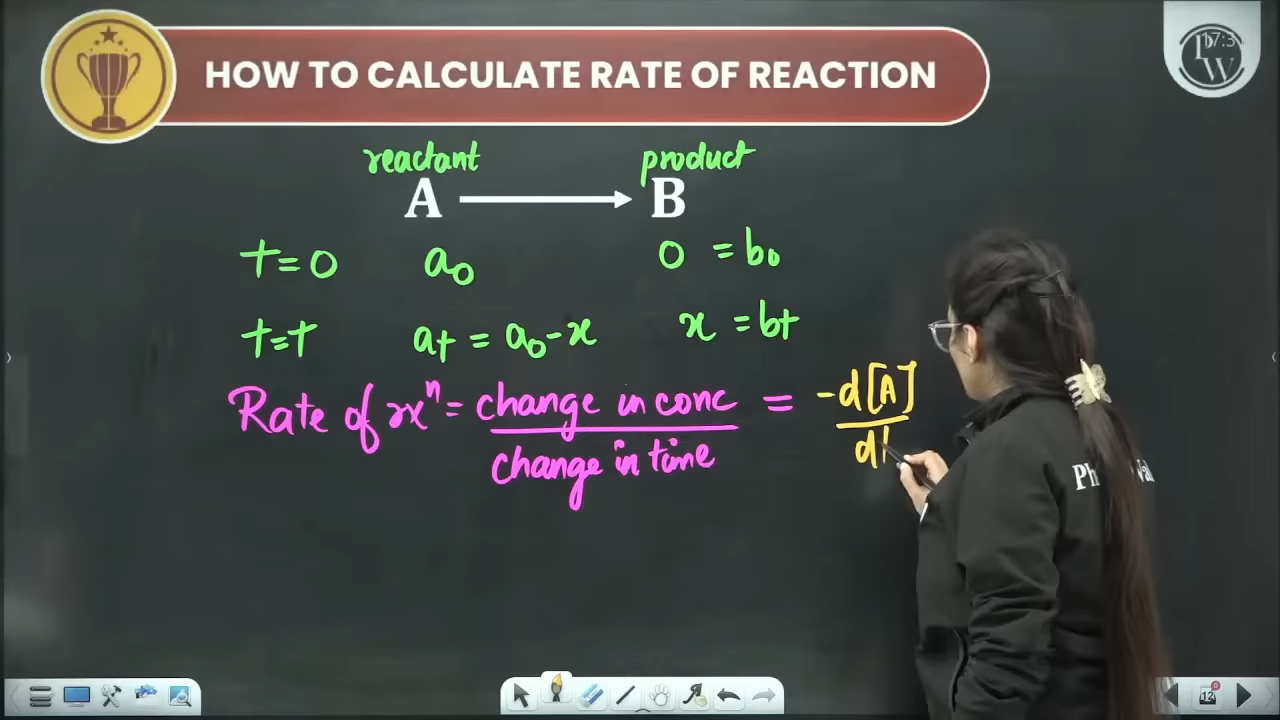 HOW TO CALCULATE RATE OF REACTION
reactant product
A → B
t=0 a₀ 0 = b₀
t=t at = a₀-x x = bt
Rate of rxⁿ = change in conc / change in time = -d[A] / d